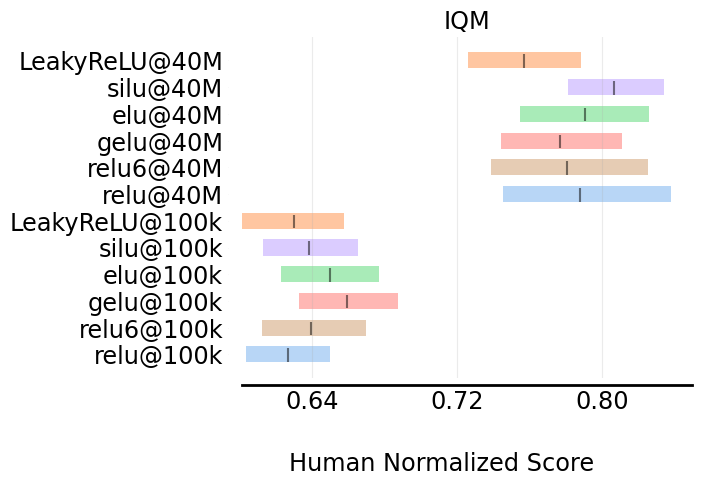 IQM
LeakyReLU@40M
silu@40M
elu@40M
gelu@40M
relu6@40M
relu@40M
LeakyReLU@100k
silu@100k
elu@100k
gelu@100k
relu6@100k
relu@100k
0.64 0.72 0.80
Human Normalized Score